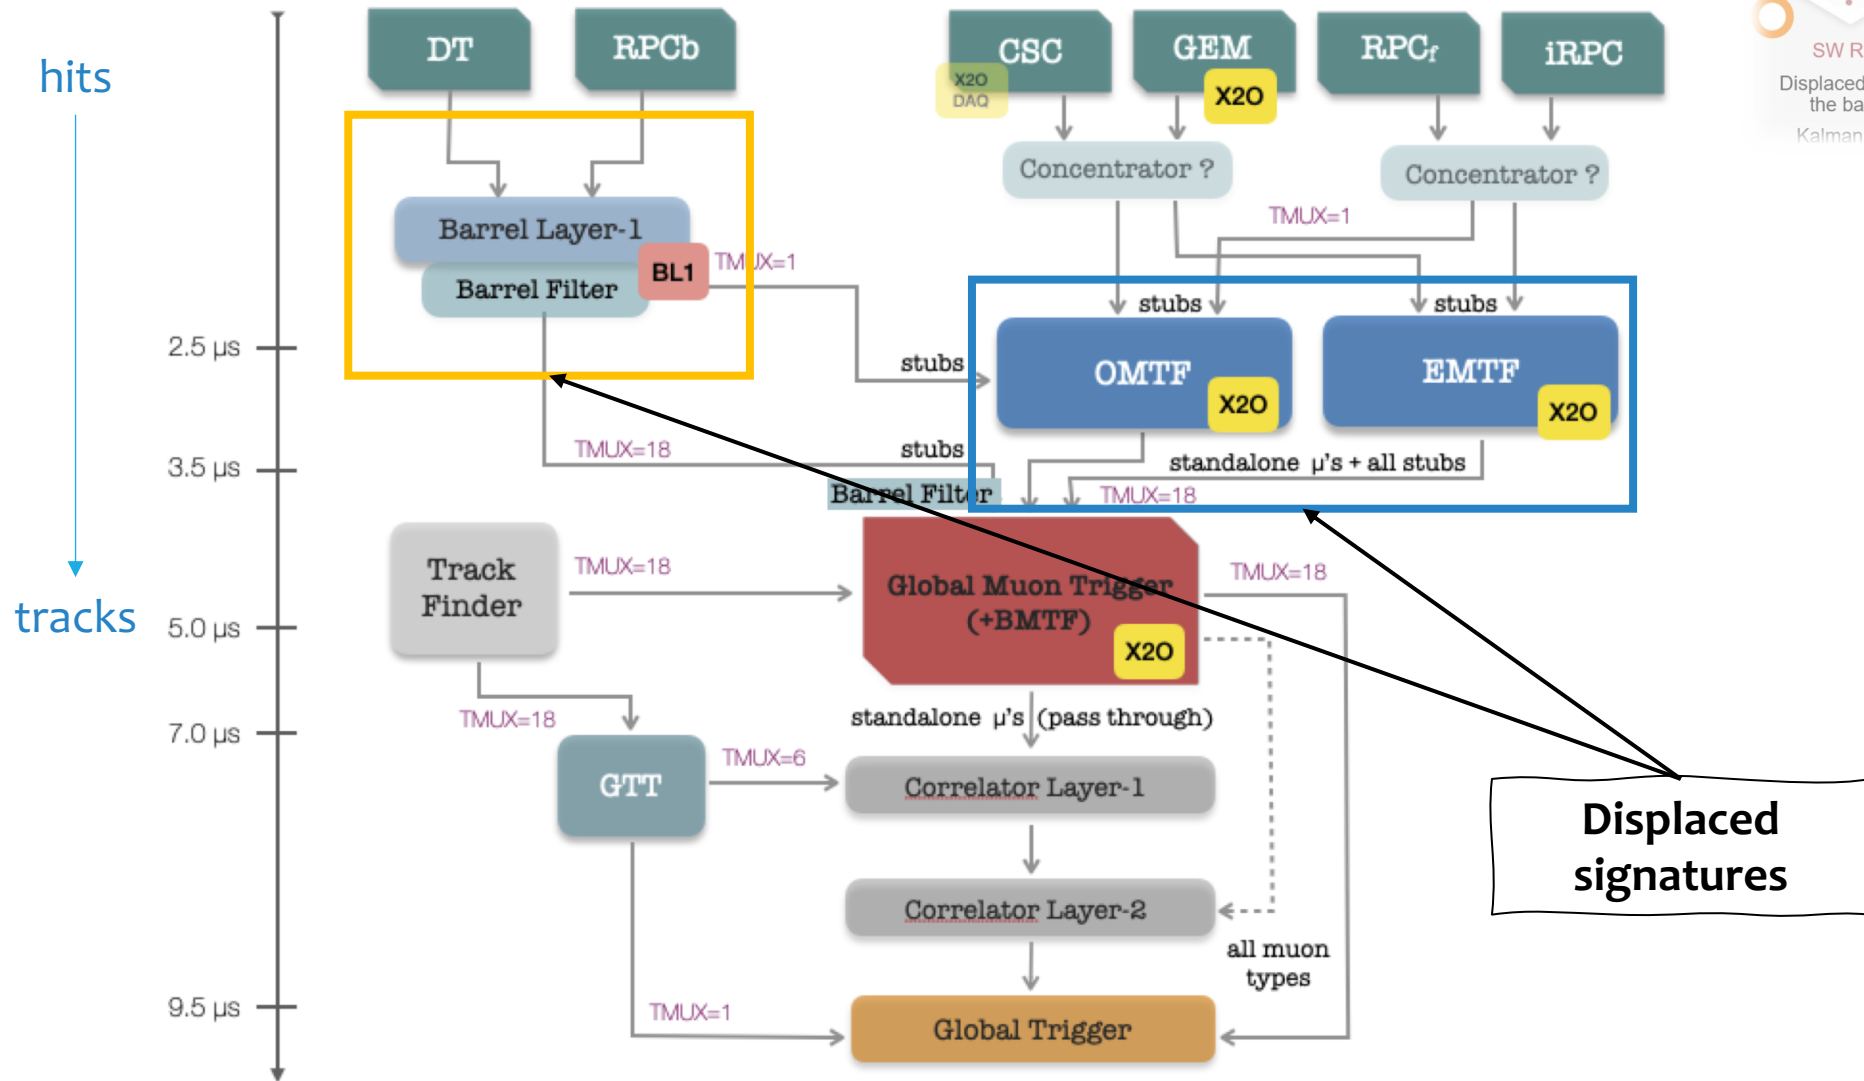 hits
tracks
DT
RPCb
CSC
X2O
DAQ
GEM
X2O
RPCf
iRPC
SW R
Displaced
the ba
Kalman
Concentrator ?
Concentrator ?
TMUX=1
Barrel Layer-1
Barrel Filter
BL1
TMUX=1
stubs
stubs
2.5 µs
stubs
OMTF
X2O
EMTF
X2O
3.5 µs
TMUX=18
stubs
standalone µ's + all stubs
Barrel Filter
TMUX=18
Track
Finder
TMUX=18
Global Muon Trigger
(+BMTF)
X2O
TMUX=18
5.0 µs
TMUX=18
standalone µ's (pass through)
7.0 µs
GTT
TMUX=6
Correlator Layer-1
Displaced
signatures
Correlator Layer-2
all muon
types
9.5 µs
TMUX=1
Global Trigger